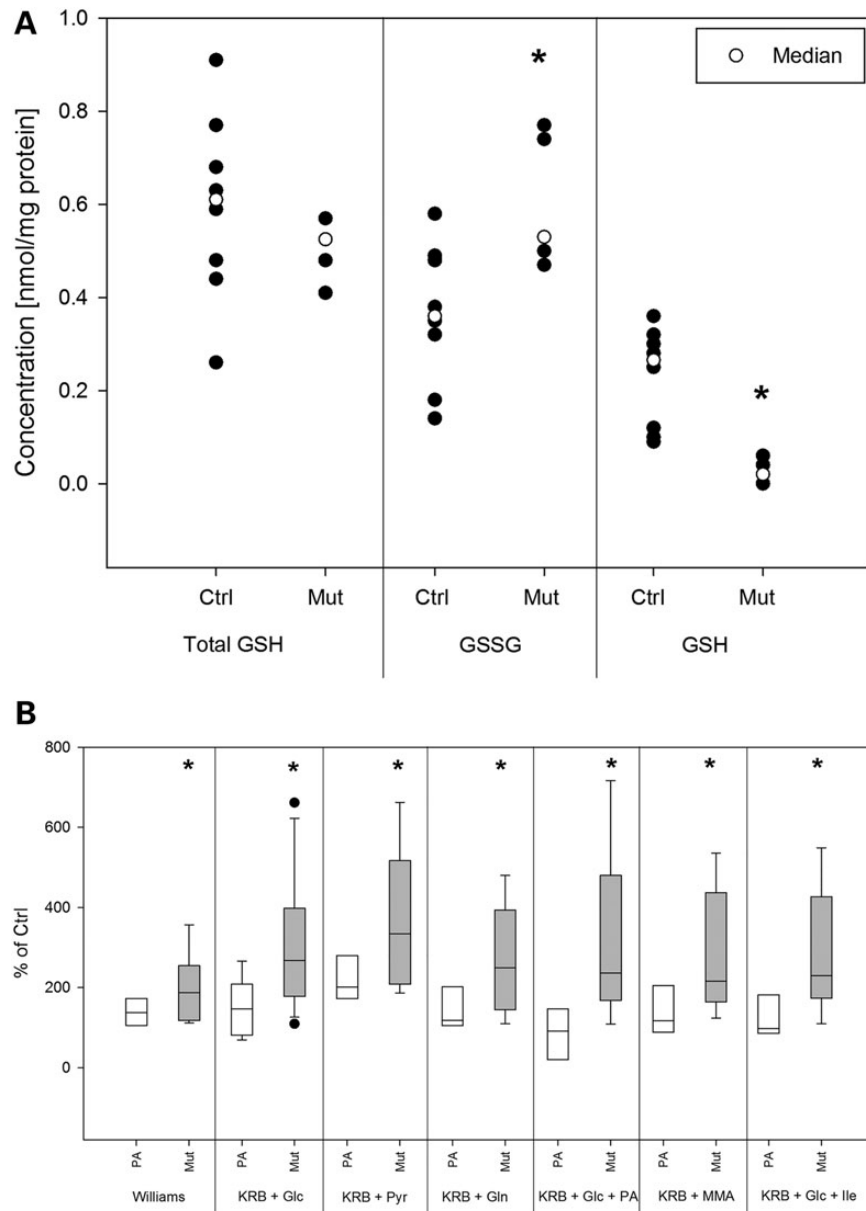 A
Concentration [nmol/mg protein]
1.0
0.8
0.6
0.4
0.2
0.0
Median
*
*
Ctrl Mut Ctrl Mut Ctrl Mut
Total GSH GSSG GSH
B
% of Ctrl
800
600
400
200
0
* * * * * * *
PA Mut PA Mut PA Mut PA Mut PA Mut PA Mut PA Mut
Williams KRB + Glc KRB + Pyr KRB + Gln KRB + Glc + PA KRB + MMA KRB + Glc + Ile